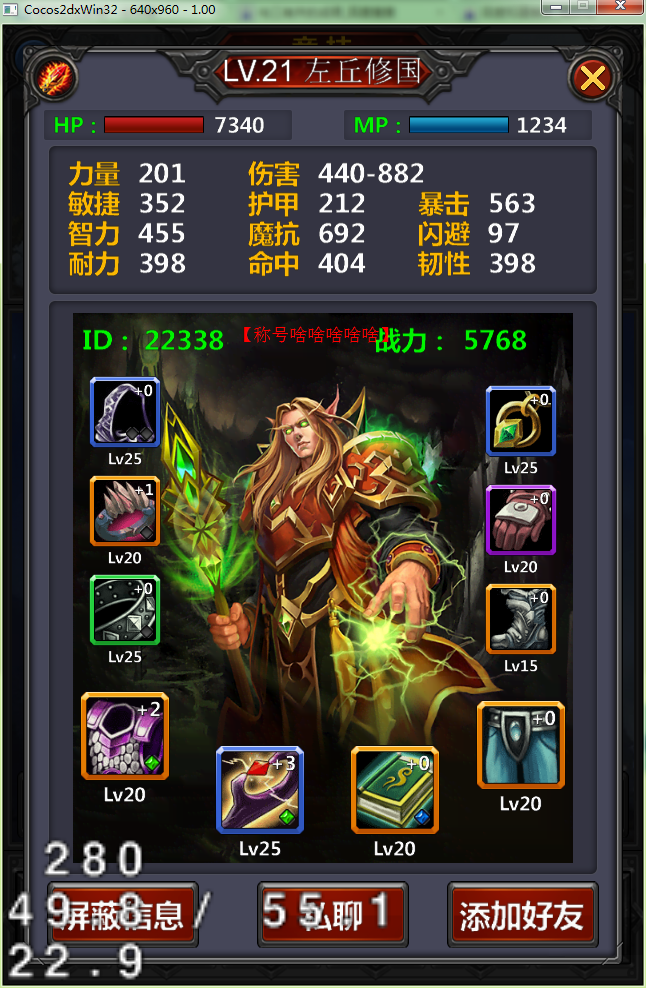 Cocos2dxWin32 - 640x960 - 1.00
LV.21 左丘修国
HP : 7340 MP : 1234
力量 201 伤害 440-882
敏捷 352 护甲 212 暴击 563
智力 455 魔抗 692 闪避 97
耐力 398 命中 404 韧性 398
ID : 22338 【称号啥啥啥啥啥】 战力 : 5768
+0 +0
Lv25 Lv25
+1 +0
Lv20 Lv20
+0 +0
Lv25 Lv15
+2 +0
Lv20 Lv20
+3 +0
Lv25 Lv20
280
屏蔽信息 私聊 添加好友
49.8 / 55.1
22.9